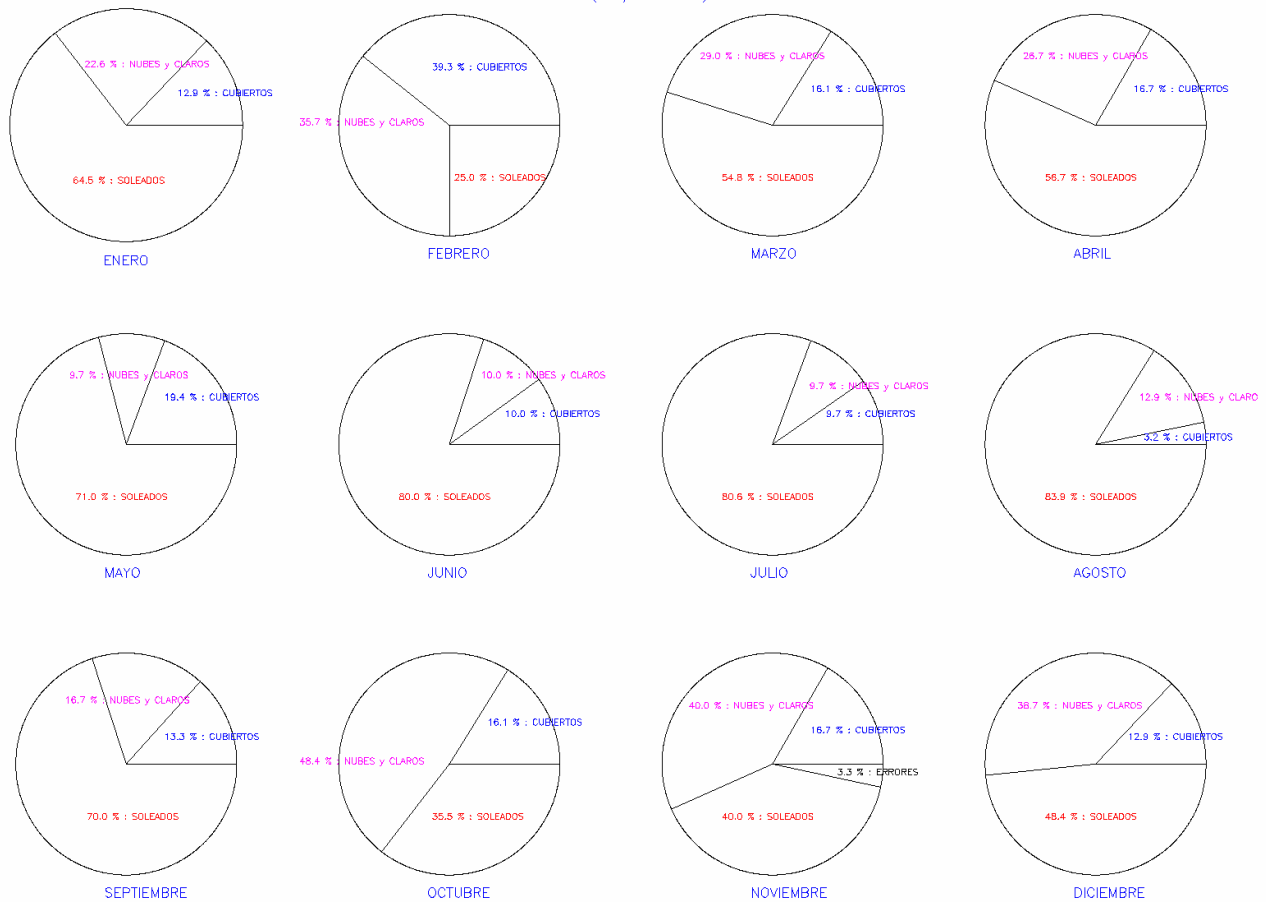 22.6 % : NUBES y CLAROS
12.9 % : CUBIERTOS
64.5 % : SOLEADOS
ENERO
39.3 % : CUBIERTOS
35.7 % : NUBES y CLAROS
25.0 % : SOLEADOS
FEBRERO
29.0 % : NUBES y CLAROS
16.1 % : CUBIERTOS
54.8 % : SOLEADOS
MARZO
26.7 % : NUBES y CLAROS
16.7 % : CUBIERTOS
56.7 % : SOLEADOS
ABRIL
9.7 % : NUBES y CLAROS
19.4 % : CUBIERTOS
71.0 % : SOLEADOS
MAYO
10.0 % : NUBES y CLAROS
10.0 % : CUBIERTOS
80.0 % : SOLEADOS
JUNIO
9.7 % : NUBES y CLAROS
9.7 % : CUBIERTOS
80.6 % : SOLEADOS
JULIO
12.9 % : NUBES y CLARO
3.2 % : CUBIERTOS
83.9 % : SOLEADOS
AGOSTO
16.7 % : NUBES y CLAROS
13.3 % : CUBIERTOS
70.0 % : SOLEADOS
SEPTIEMBRE
16.1 % : CUBIERTOS
48.4 % : NUBES y CLAROS
35.5 % : SOLEADOS
OCTUBRE
40.0 % : NUBES y CLAROS
16.7 % : CUBIERTOS
3.3 % : ERRORES
40.0 % : SOLEADOS
NOVIEMBRE
38.7 % : NUBES y CLAROS
12.9 % : CUBIERTOS
48.4 % : SOLEADOS
DICIEMBRE